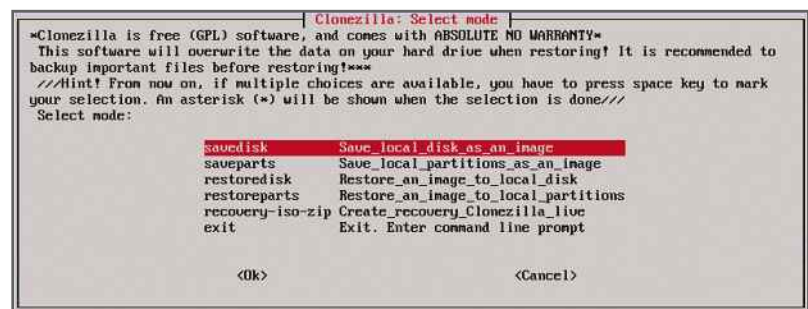 Clonezilla: Select mode
*Clonezilla is free (GPL) software, and comes with ABSOLUTE NO WARRANTY*
This software will overwrite the data on your hard drive when restoring! It is recommended to
backup important files before restoring!***
///Hint! From now on, if multiple choices are available, you have to press space key to mark
your selection. An asterisk (*) will be shown when the selection is done///
Select mode:
savedisk Save_local_disk_as_an_image
saveparts Save_local_partitions_as_an_image
restoredisk Restore_an_image_to_local_disk
restoreparts Restore_an_image_to_local_partitions
recovery-iso-zip Create_recovery_Clonezilla_live
exit Exit. Enter command line prompt
<Ok> <Cancel>